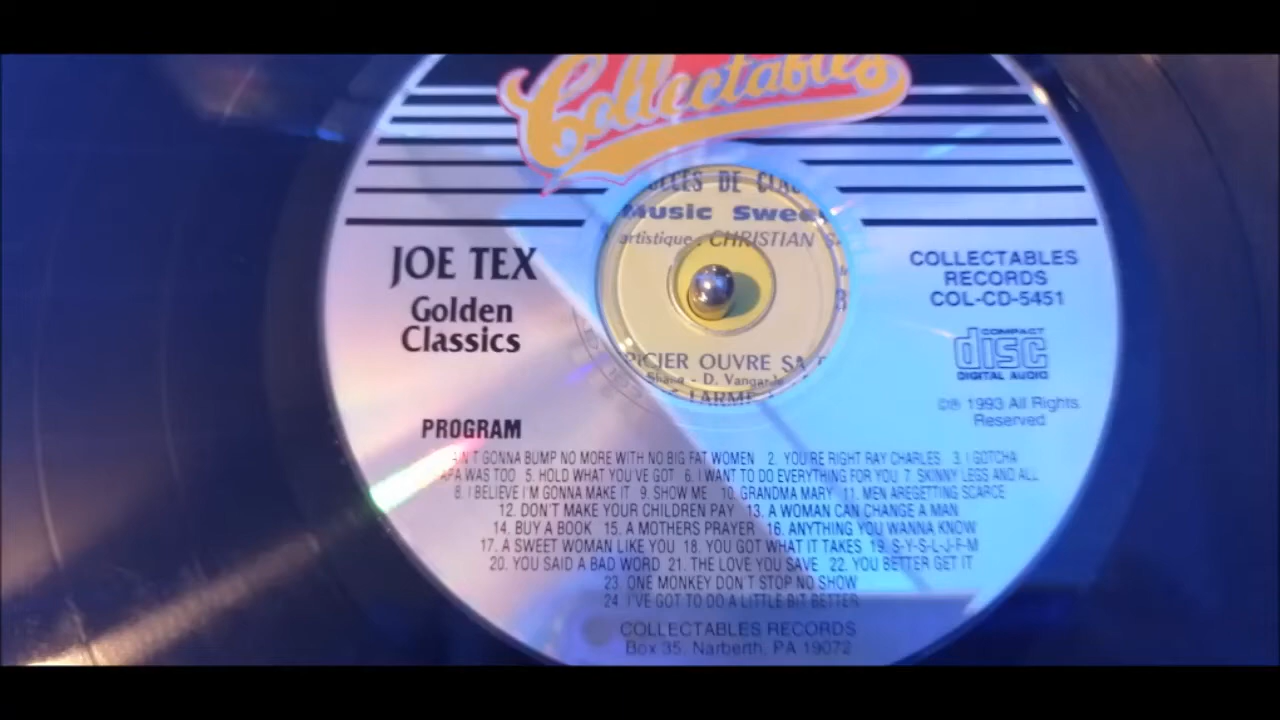 Collectables
JOE TEX
Golden
Classics
COLLECTABLES
RECORDS
COL-CD-5451
COMPACT
disc
DIGITAL AUDIO
©℗ 1993 All Rights
Reserved
DE
Music
artistique : CHRISTIAN
OUVRE SA
D. Vangarde
LARME
PROGRAM
GONNA BUMP NO MORE WITH NO BIG FAT WOMEN 2. YOU'RE RIGHT RAY CHARLES 3. I GOTCHA
WAS TOO 5. HOLD WHAT YOU'VE GOT 6. I WANT TO DO EVERYTHING FOR YOU 7. SKINNY LEGS AND ALL
8. I BELIEVE I'M GONNA MAKE IT 9. SHOW ME 10. GRANDMA MARY 11. MEN AREGETTING SCARCE
12. DON'T MAKE YOUR CHILDREN PAY 13. A WOMAN CAN CHANGE A MAN
14. BUY A BOOK 15. A MOTHERS PRAYER 16. ANYTHING YOU WANNA KNOW
17. A SWEET WOMAN LIKE YOU 18. YOU GOT WHAT IT TAKES 19. S-Y-S-L-J-F-M
20. YOU SAID A BAD WORD 21. THE LOVE YOU SAVE 22. YOU BETTER GET IT
23. ONE MONKEY DON'T STOP NO SHOW
24. I'VE GOT TO DO A LITTLE BIT BETTER
COLLECTABLES RECORDS
Box 35, Narberth, PA 19072